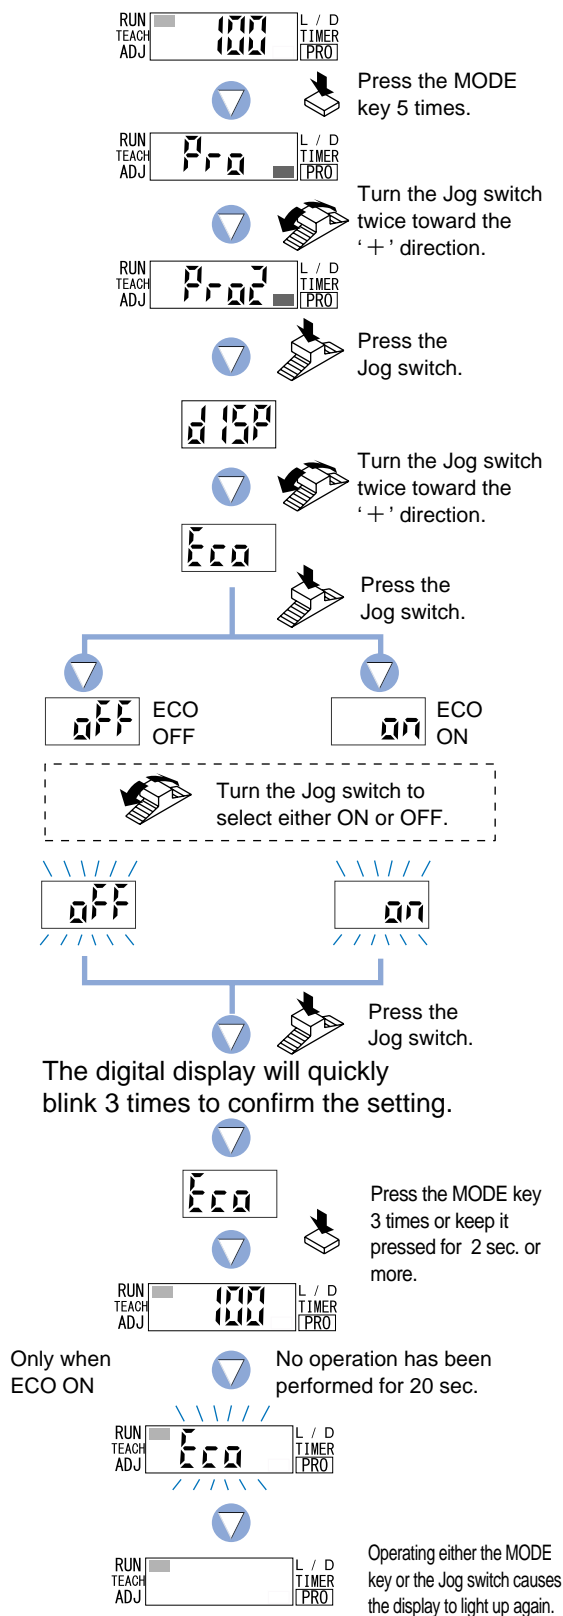 RUN
TEACH
ADJ
100
L / D
TIMER
PRO
Press the MODE
key 5 times.
RUN
TEACH
ADJ
Pro
L / D
TIMER
PRO
Turn the Jog switch
twice toward the
‘＋’ direction.
RUN
TEACH
ADJ
Pro2
L / D
TIMER
PRO
Press the
Jog switch.
dISP
Turn the Jog switch
twice toward the
‘＋’ direction.
Eco
Press the
Jog switch.
oFF
ECO
OFF
on
ECO
ON
Turn the Jog switch to
select either ON or OFF.
oFF
on
Press the
Jog switch.
The digital display will quickly
blink 3 times to confirm the setting.
Eco
Press the MODE key
3 times or keep it
pressed for 2 sec. or
more.
RUN
TEACH
ADJ
100
L / D
TIMER
PRO
Only when
ECO ON
No operation has been
performed for 20 sec.
RUN
TEACH
ADJ
Eco
L / D
TIMER
PRO
RUN
TEACH
ADJ
L / D
TIMER
PRO
Operating either the MODE
key or the Jog switch causes
the display to light up again.